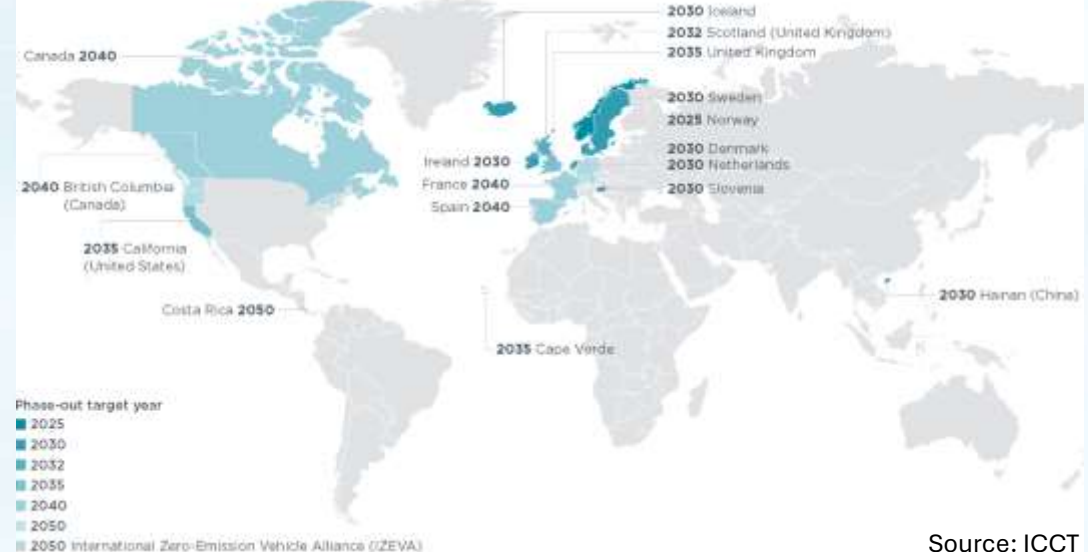 2030 Iceland
2032 Scotland (United Kingdom)
2035 United Kingdom
Canada 2040
2030 Sweden
2025 Norway
2030 Denmark
2030 Netherlands
2030 Slovenia
Ireland 2030
France 2040
Spain 2040
2040 British Columbia
(Canada)
2035 California
(United States)
Costa Rica 2050
2035 Cape Verde
2030 Hainan (China)
Phase-out target year
2025
2030
2032
2035
2040
2050
2050 International Zero-Emission Vehicle Alliance (IZEVA)
Source: ICCT